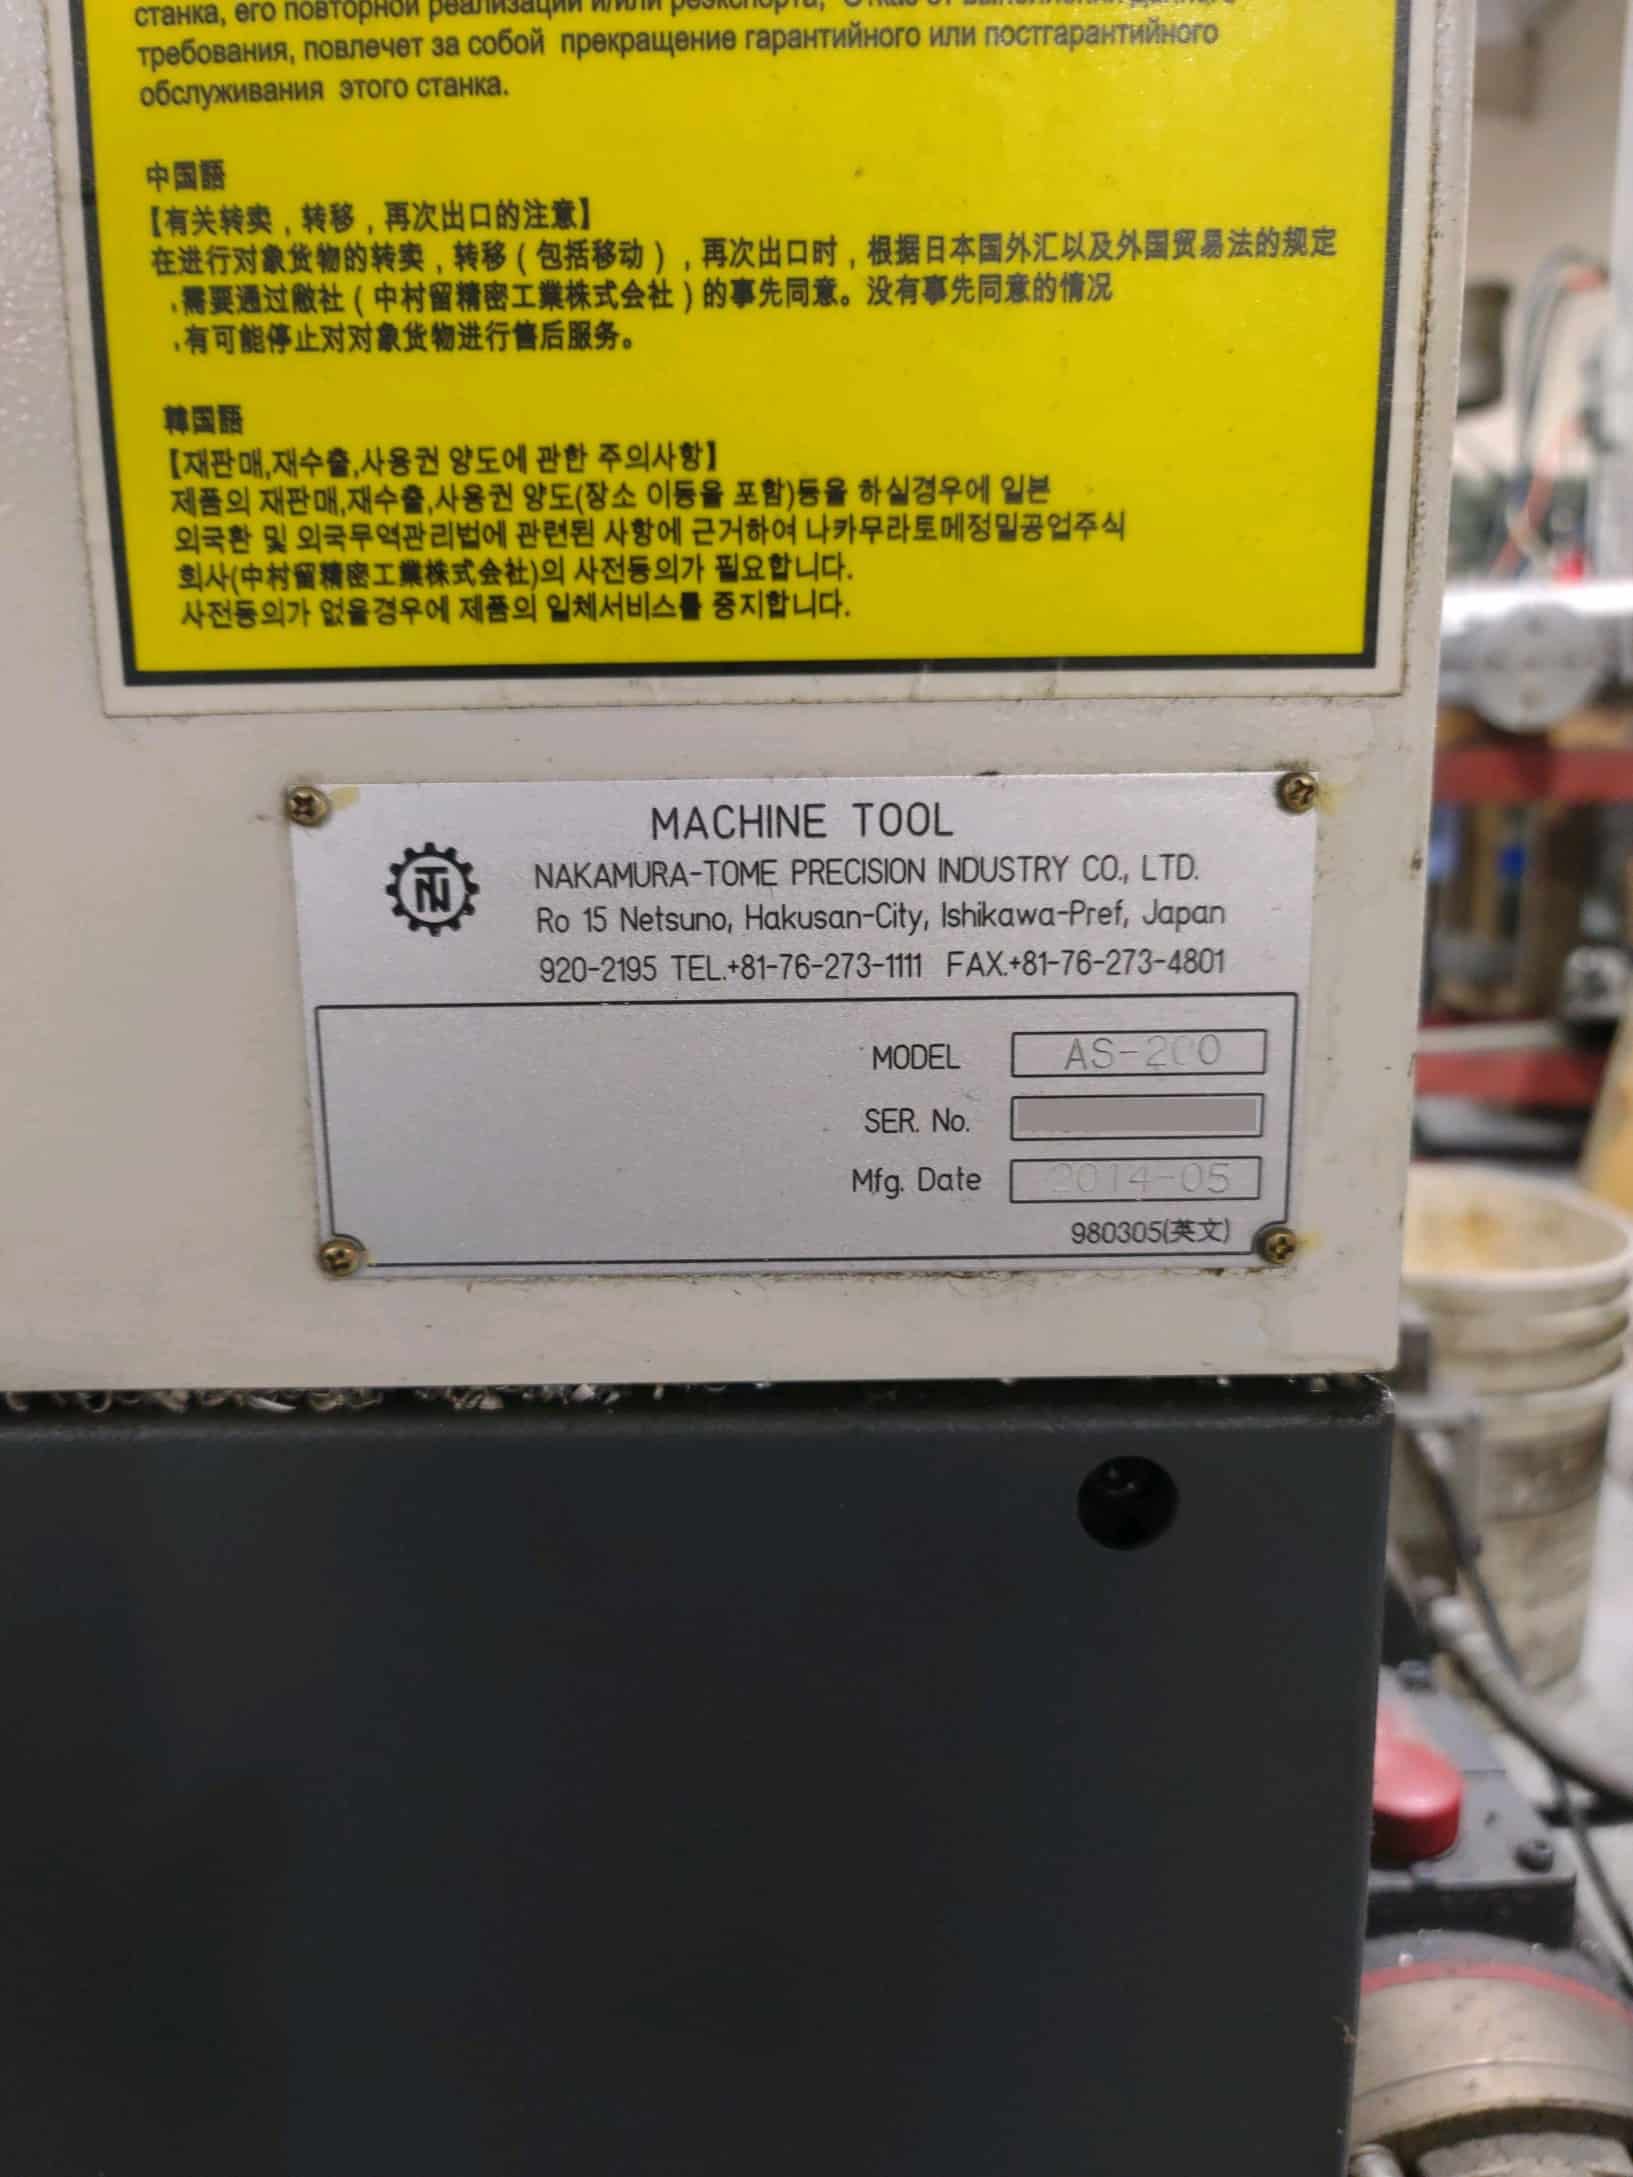 станка, его повторной реализации и/или реэкспорта, Отказ от выполнения данного
требования, повлечет за собой прекращение гарантийного или постгарантийного
обслуживания этого станка.
中国語
【有关转卖，转移，再次出口的注意】
在进行对象货物的转卖，转移（包括移动），再次出口时，根据日本国外汇以及外国贸易法的规定
，需要通过敝社（中村留精密工業株式会社）的事先同意。没有事先同意的情况
，有可能停止对对象货物进行售后服务。
韓国語
【재판매,재수출,사용권 양도에 관한 주의사항】
제품의 재판매,재수출,사용권 양도(장소 이동을 포함)등을 하실경우에 일본
외국환 및 외국무역관리법에 관련된 사항에 근거하여 나카무라토메정밀공업주식
회사(中村留精密工業株式会社)의 사전동의가 필요합니다.
사전동의가 없을경우에 제품의 일체서비스를 중지합니다.
MACHINE TOOL
NAKAMURA-TOME PRECISION INDUSTRY CO., LTD.
Ro 15 Netsuno, Hakusan-City, Ishikawa-Pref, Japan
920-2195 TEL.+81-76-273-1111 FAX.+81-76-273-4801
MODEL AS-200
SER. No.
Mfg. Date 2014-05
980305(英文)